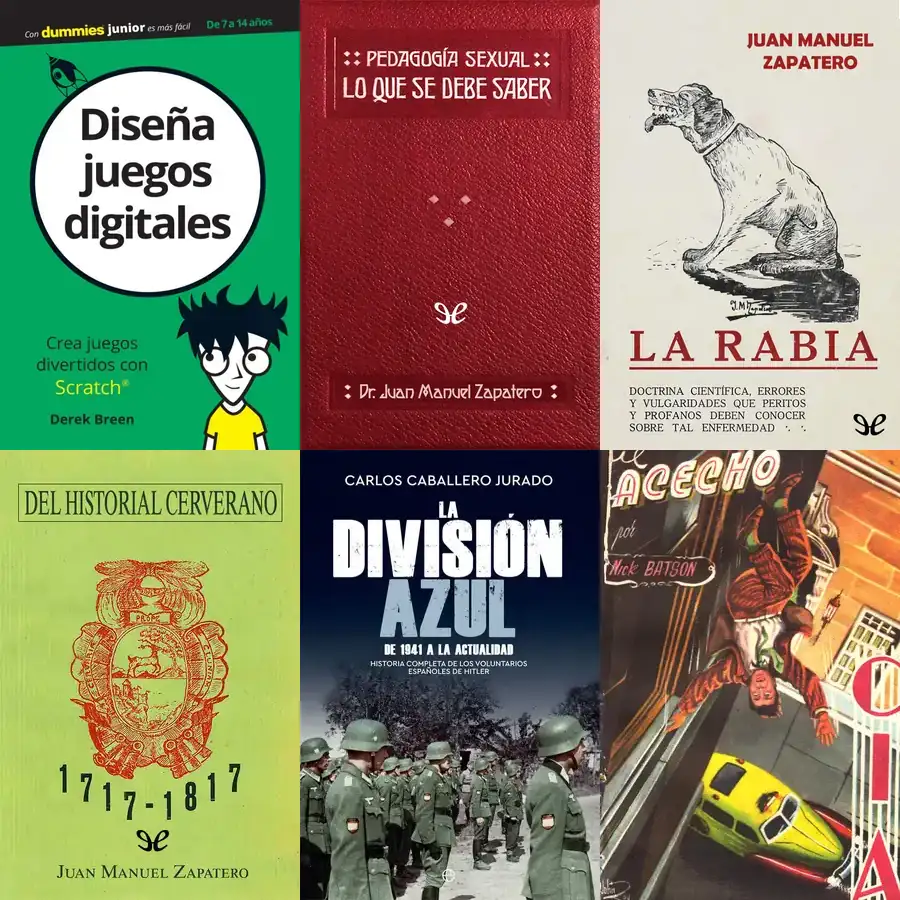 Con dummies junior es más fácil
De 7 a 14 años
Diseña
juegos
digitales
Crea juegos
divertidos con
Scratch®
Derek Breen
PEDAGOGÍA SEXUAL
LO QUE SE DEBE SABER
Dr. Juan Manuel Zapatero
JUAN MANUEL
ZAPATERO
LA RABIA
DOCTRINA CIENTÍFICA, ERRORES
Y VULGARIDADES QUE PERITOS
Y PROFANOS DEBEN CONOCER
SOBRE TAL ENFERMEDAD
DEL HISTORIAL CERVERANO
1717-1817
JUAN MANUEL ZAPATERO
CARLOS CABALLERO JURADO
LA
DIVISIÓN
AZUL
DE 1941 A LA ACTUALIDAD
HISTORIA COMPLETA DE LOS VOLUNTARIOS
ESPAÑOLES DE HITLER
ACECHO
por
Nick BATSON
CIA